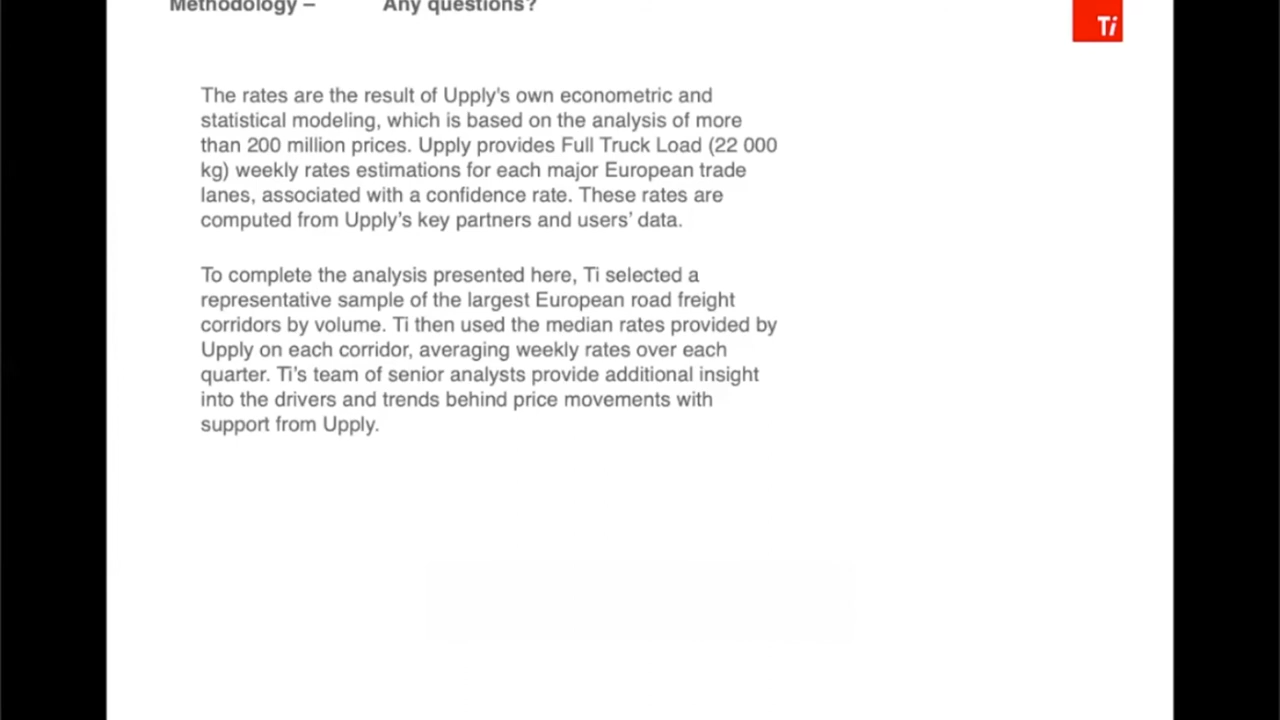 Methodology – Any questions?
Ti
The rates are the result of Upply's own econometric and
statistical modeling, which is based on the analysis of more
than 200 million prices. Upply provides Full Truck Load (22 000
kg) weekly rates estimations for each major European trade
lanes, associated with a confidence rate. These rates are
computed from Upply’s key partners and users’ data.
To complete the analysis presented here, Ti selected a
representative sample of the largest European road freight
corridors by volume. Ti then used the median rates provided by
Upply on each corridor, averaging weekly rates over each
quarter. Ti’s team of senior analysts provide additional insight
into the drivers and trends behind price movements with
support from Upply.